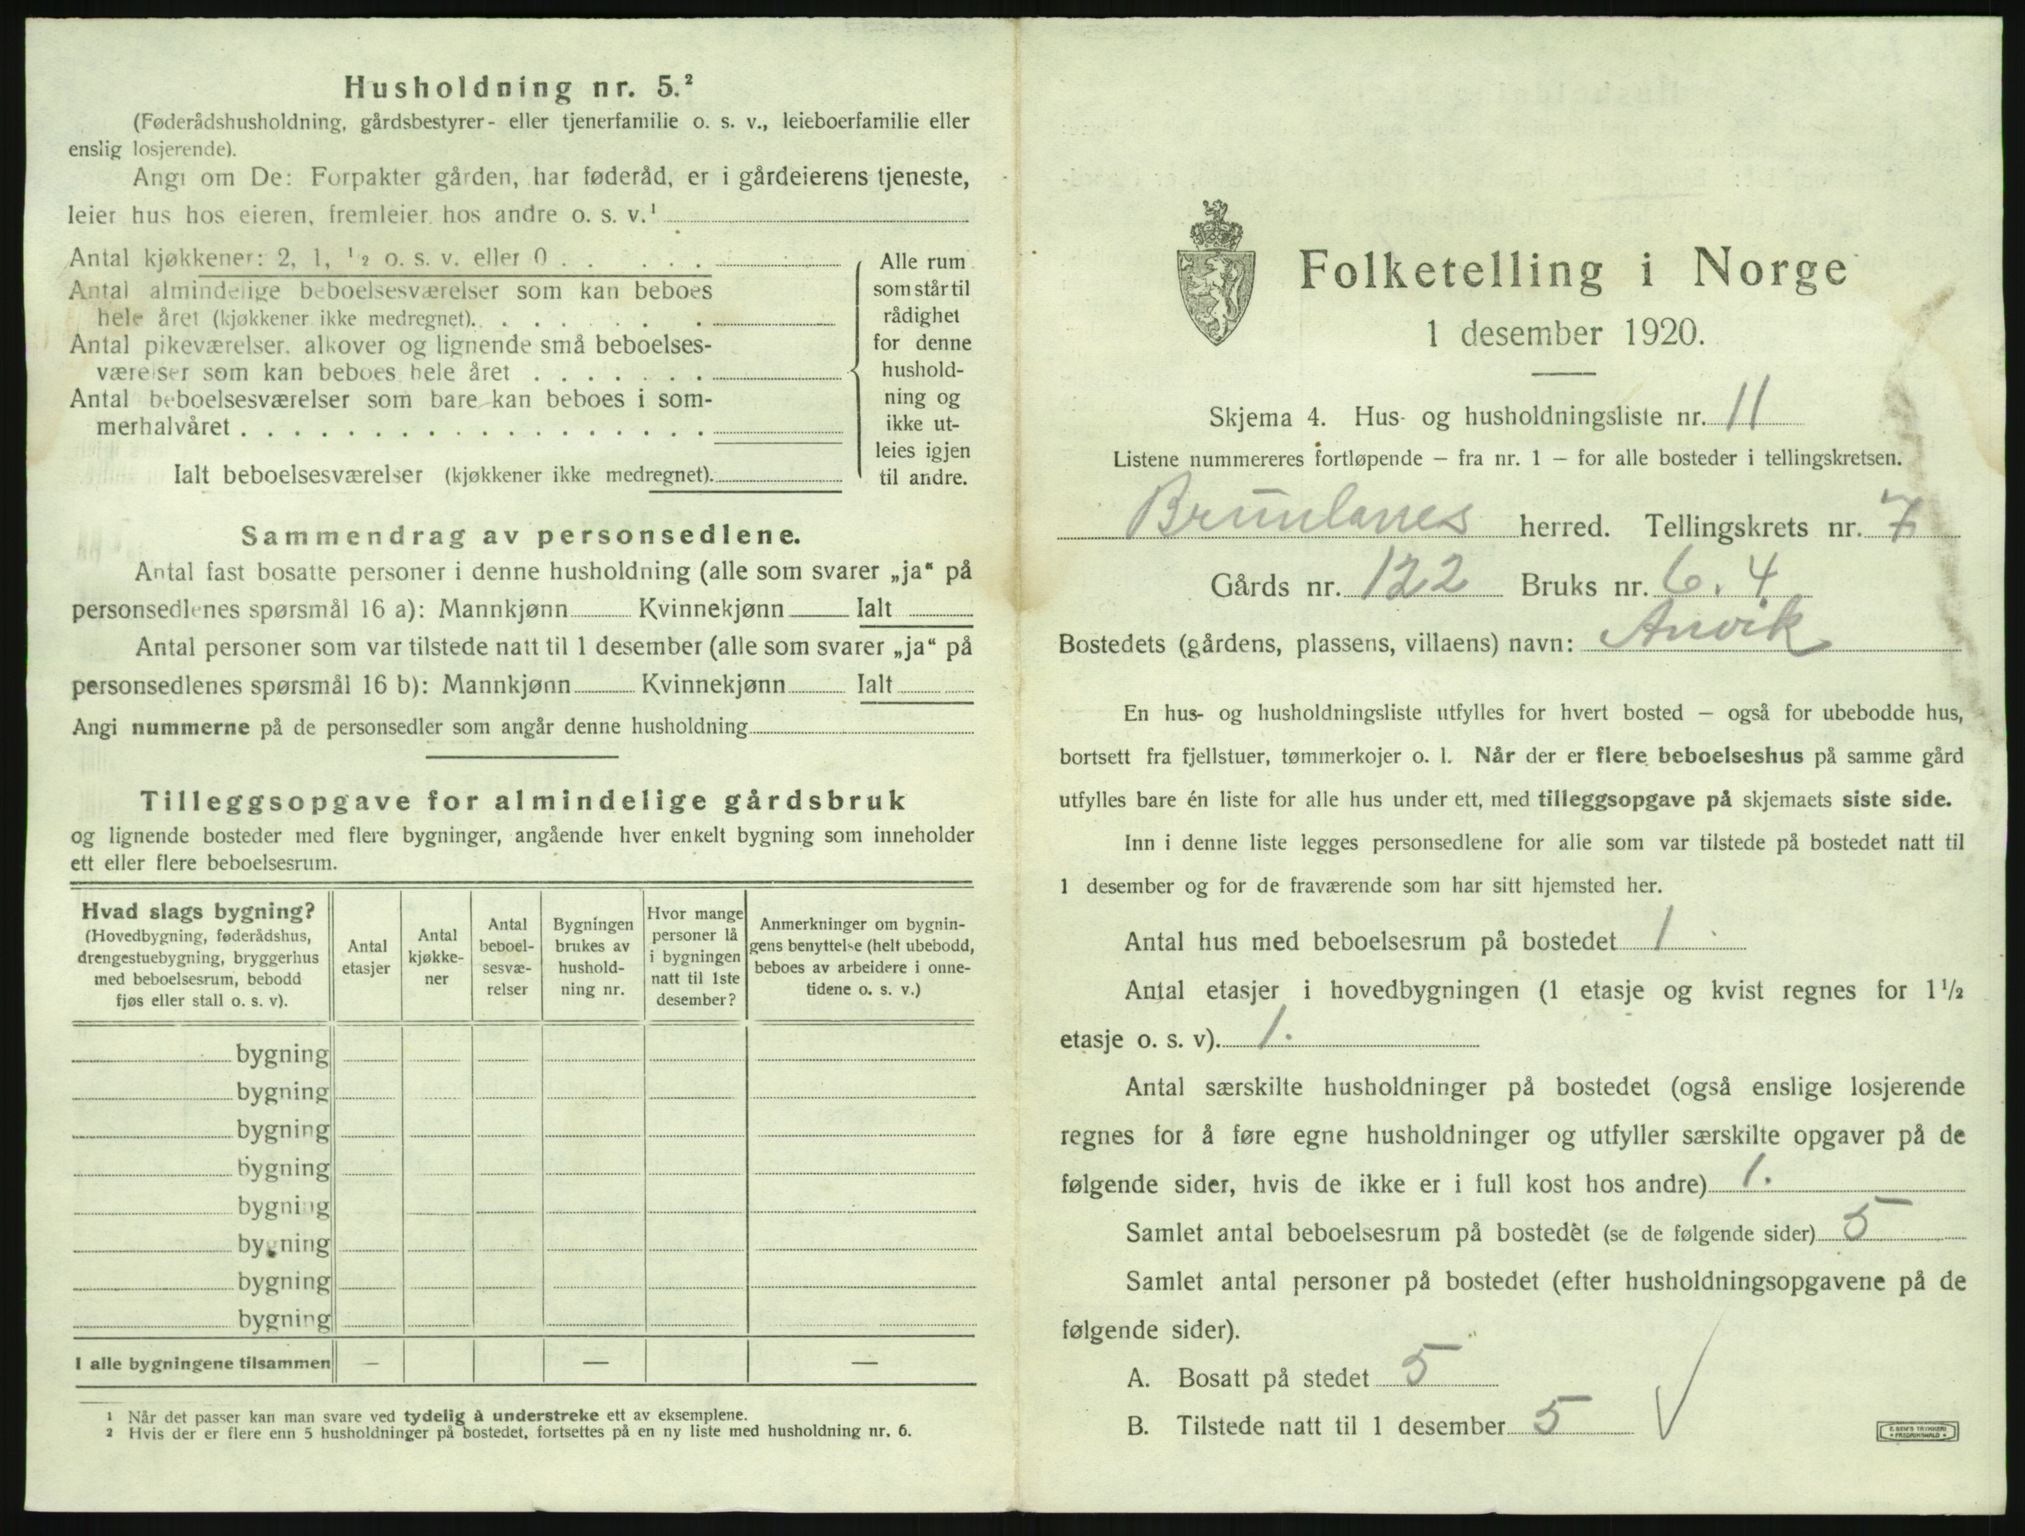 Husholdning nr. 5.²
(Føderådshusholdning, gårdsbestyrer- eller tjenerfamilie o. s. v., leieboerfamilie eller
enslig losjerende).
Angi om De: Forpakter gården, har føderåd, er i gårdeierens tjeneste,
leier hus hos eieren, fremleier hos andre o. s. v.¹
Antal kjøkkener: 2, 1, ½ o. s. v. eller 0 . . . . . .
Antal almindelige beboelsesværelser som kan beboes
hele året (kjøkkener ikke medregnet). . . . . . .
Antal pikeværelser, alkover og lignende små beboelses-
værelser som kan beboes hele året . . . . . . .
Antal beboelsesværelser som bare kan beboes i som-
merhalvåret . . . . . . . . . . . . . . . . . .
Ialt beboelsesværelser (kjøkkener ikke medregnet).
Alle rum
som står til
rådighet
for denne
hushold-
ning og
ikke ut-
leies igjen
til andre.
Sammendrag av personsedlene.
Antal fast bosatte personer i denne husholdning (alle som svarer „ja“ på
personsedlenes spørsmål 16 a): Mannkjønn Kvinnekjønn Ialt
Antal personer som var tilstede natt til 1 desember (alle som svarer „ja“ på
personsedlenes spørsmål 16 b): Mannkjønn Kvinnekjønn Ialt
Angi nummerne på de personsedler som angår denne husholdning
Tilleggsopgave for almindelige gårdsbruk
og lignende bosteder med flere bygninger, angående hver enkelt bygning som inneholder
ett eller flere beboelsesrum.
Hvad slags bygning?
(Hovedbygning, føderådshus,
drengestuebygning, bryggerhus
med beboelsesrum, bebodd
fjøs eller stall o. s. v).
Antal
etasjer
Antal
kjøkke-
ner
Antal
beboel-
sesvæ-
relser
Bygningen
brukes av
hushold-
ning nr.
Hvor mange
personer lå
i bygningen
natt til 1ste
desember?
Anmerkninger om bygnin-
gens benyttelse (helt ubebodd,
beboes av arbeidere i onne-
tidene o. s. v.)
bygning
bygning
bygning
bygning
bygning
bygning
bygning
bygning
I alle bygningene tilsammen — — —
¹ Når det passer kan man svare ved tydelig å understreke ett av eksemplene.
² Hvis der er flere enn 5 husholdninger på bostedet, fortsettes på en ny liste med husholdning nr. 6.
Folketelling i Norge
1 desember 1920.
Skjema 4. Hus- og husholdningsliste nr. 11
Listene nummereres fortløpende – fra nr. 1 – for alle bosteder i tellingskretsen.
Brunlanes herred. Tellingskrets nr. 7
Gårds nr. 122 Bruks nr. 6.4
Bostedets (gårdens, plassens, villaens) navn: Anvik
En hus- og husholdningsliste utfylles for hvert bosted – også for ubebodde hus,
bortsett fra fjellstuer, tømmerkojer o. l. Når der er flere beboelseshus på samme gård
utfylles bare én liste for alle hus under ett, med tilleggsopgave på skjemaets siste side.
Inn i denne liste legges personsedlene for alle som var tilstede på bostedet natt til
1 desember og for de fraværende som har sitt hjemsted her.
Antal hus med beboelsesrum på bostedet 1
Antal etasjer i hovedbygningen (1 etasje og kvist regnes for 1½
etasje o. s. v). 1.
Antal særskilte husholdninger på bostedet (også enslige losjerende
regnes for å føre egne husholdninger og utfyller særskilte opgaver på de
følgende sider, hvis de ikke er i full kost hos andre) 1.
Samlet antal beboelsesrum på bostedet (se de følgende sider) 5
Samlet antal personer på bostedet (efter husholdningsopgavene på de
følgende sider).
A. Bosatt på stedet 5
B. Tilstede natt til 1 desember 5